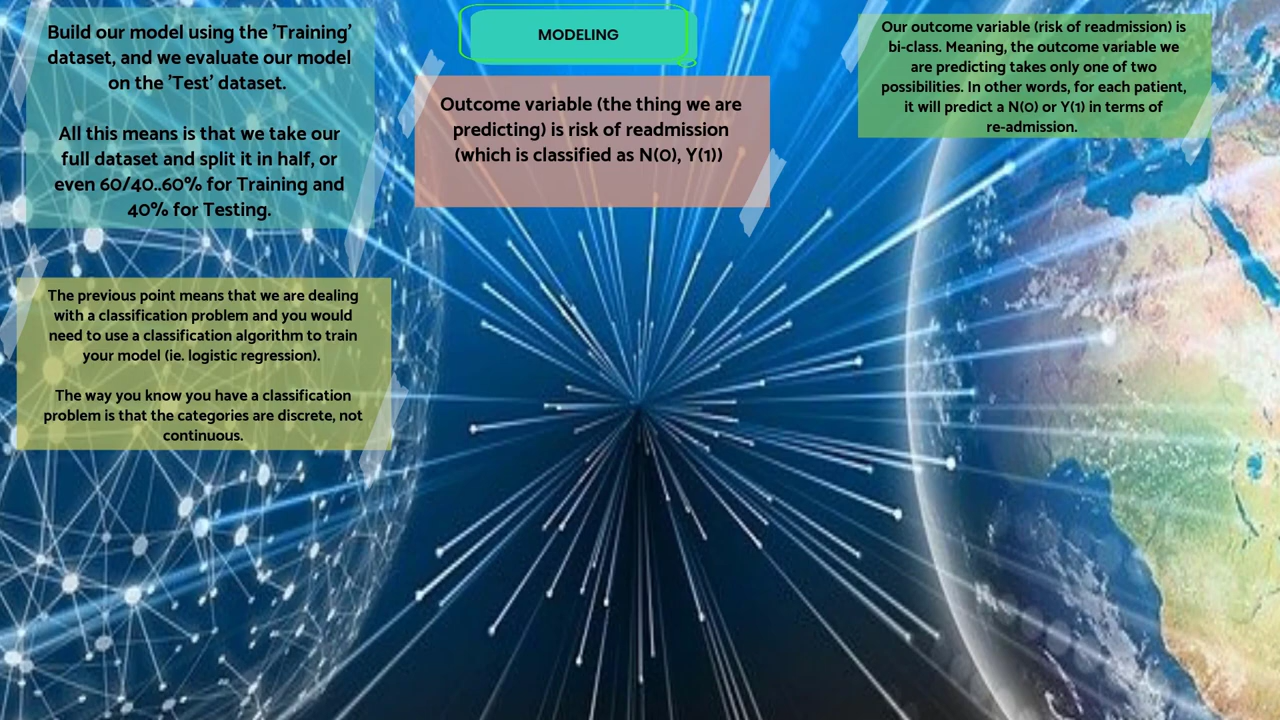 Build our model using the 'Training'
dataset, and we evaluate our model
on the 'Test' dataset.
All this means is that we take our
full dataset and split it in half, or
even 60/40..60% for Training and
40% for Testing.
MODELING
Outcome variable (the thing we are
predicting) is risk of readmission
(which is classified as N(0), Y(1))
Our outcome variable (risk of readmission) is
bi-class. Meaning, the outcome variable we
are predicting takes only one of two
possibilities. In other words, for each patient,
it will predict a N(0) or Y(1) in terms of
re-admission.
The previous point means that we are dealing
with a classification problem and you would
need to use a classification algorithm to train
your model (ie. logistic regression).
The way you know you have a classification
problem is that the categories are discrete, not
continuous.